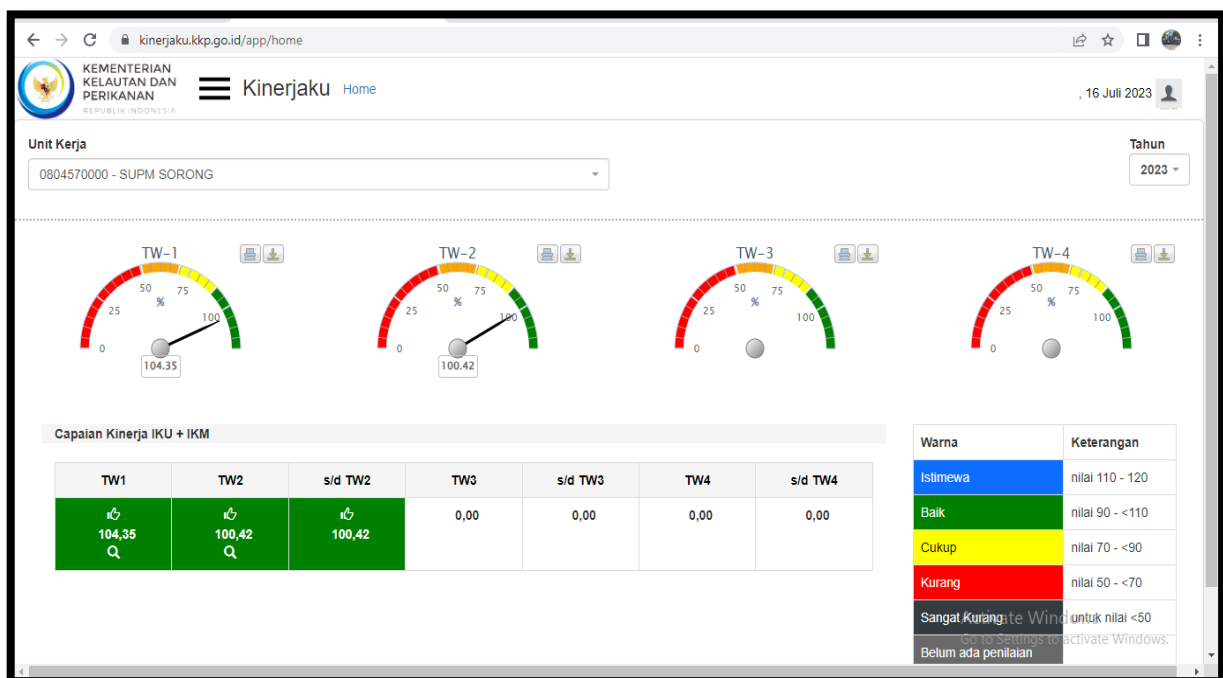 kinerjaku.kkp.go.id/app/home
KEMENTERIAN
KELAUTAN DAN
PERIKANAN
REPUBLIK INDONESIA
Kinerjaku Home
, 16 Juli 2023
Unit Kerja
Tahun
0804570000 - SUPM SORONG
2023
TW-1
0
25
50
75
100
%
104.35
TW-2
0
25
50
75
100
%
100.42
TW-3
0
25
50
75
100
%
TW-4
0
25
50
75
100
%
Capaian Kinerja IKU + IKM
TW1 TW2 s/d TW2 TW3 s/d TW3 TW4 s/d TW4
104,35 100,42 100,42 0,00 0,00 0,00 0,00
Warna Keterangan
Istimewa nilai 110 - 120
Baik nilai 90 - <110
Cukup nilai 70 - <90
Kurang nilai 50 - <70
Sangat Kurang untuk nilai <50
Belum ada penilaian
Activate Windows
Go to Settings to activate Windows.